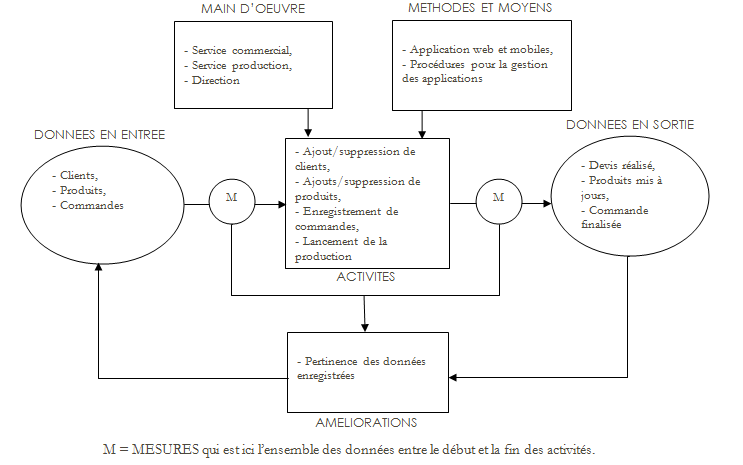 MAIN D'OEUVRE
METHODES ET MOYENS
- Service commercial,
- Service production,
- Direction
- Application web et mobiles,
- Procédures pour la gestion
des applications
DONNEES EN ENTREE
DONNEES EN SORTIE
- Clients,
- Produits,
- Commandes
M
- Ajout/suppression de
clients,
- Ajouts/suppression de
produits,
- Enregistrement de
commandes,
- Lancement de la
production
ACTIVITES
M
- Devis réalisé,
- Produits mis à
jours,
- Commande
finalisée
- Pertinence des données
enregistrées
AMELIORATIONS
M = MESURES qui est ici l'ensemble des données entre le début et la fin des activités.